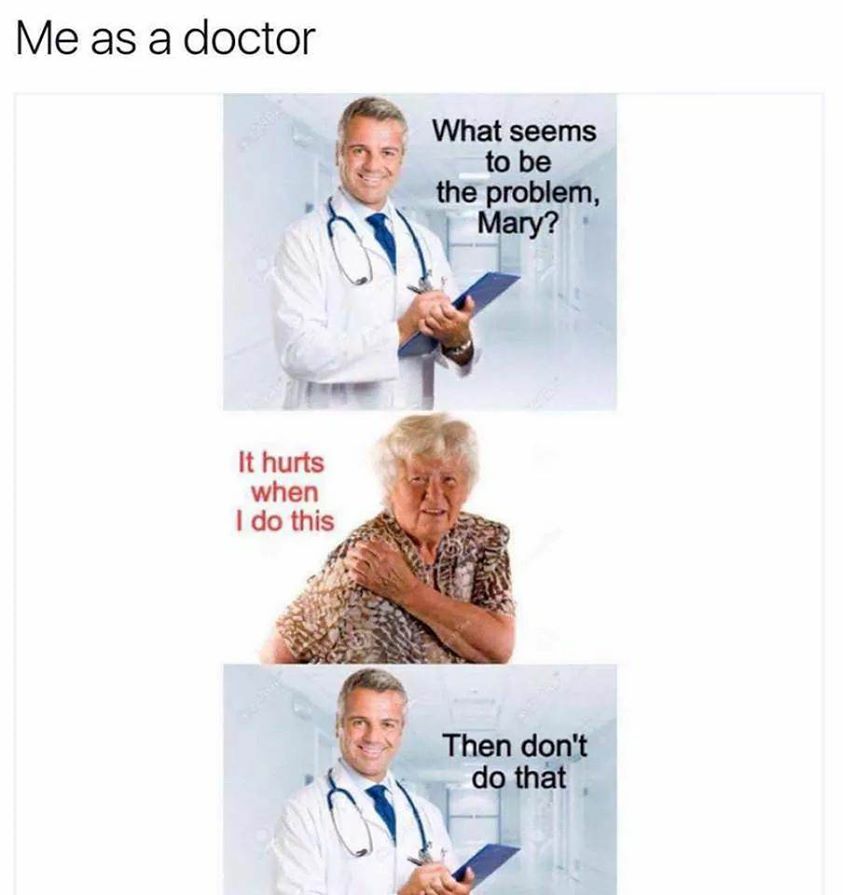 Me as a doctor
What seems
to be
the problem,
Mary?
It hurts
when
I do this
Then don't
do that